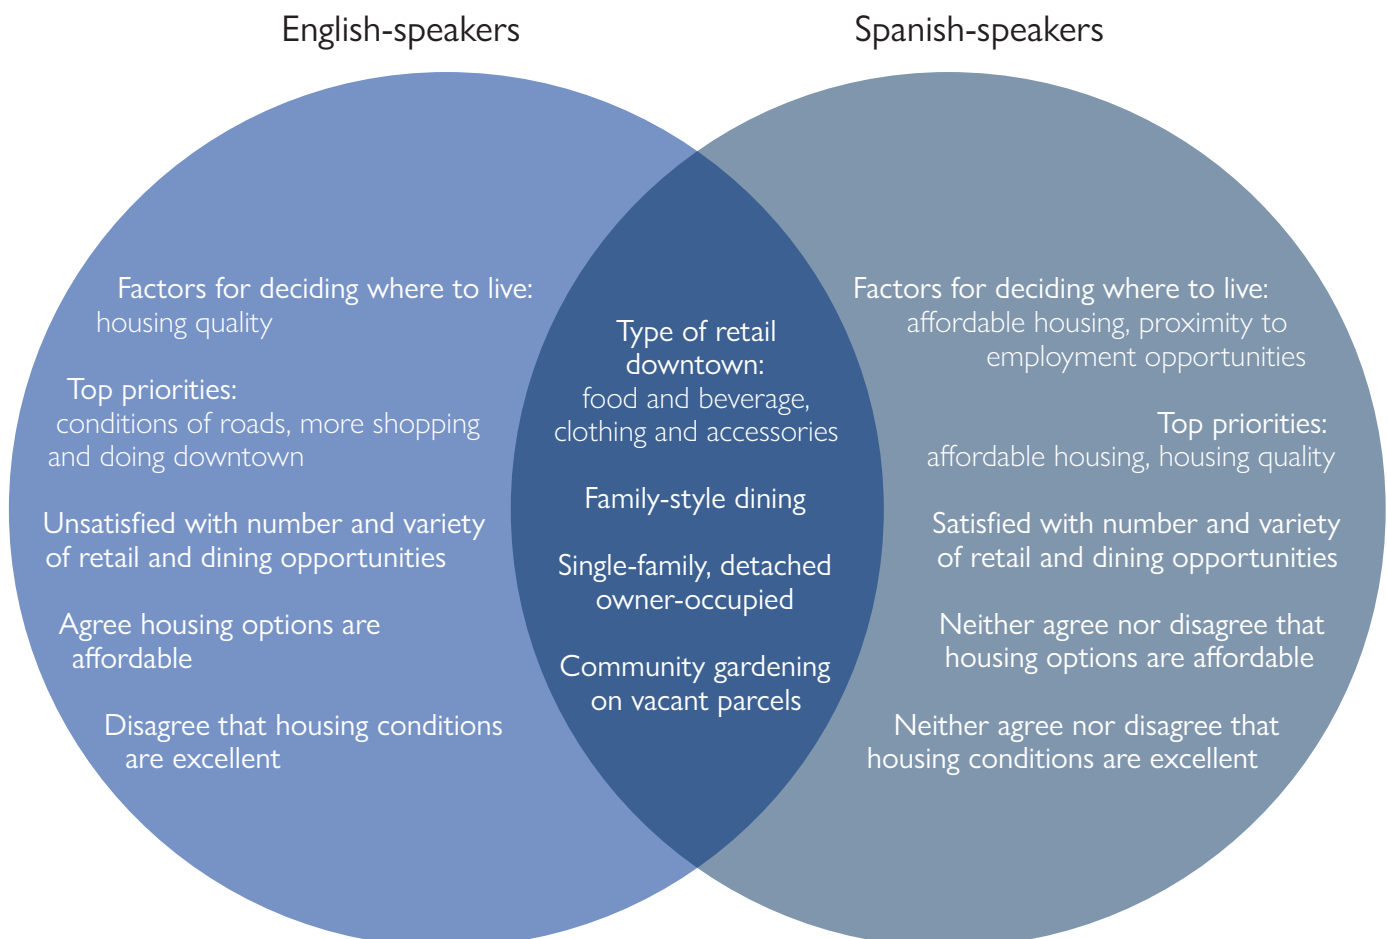 English-speakers
Spanish-speakers
Factors for deciding where to live:
housing quality
Top priorities:
conditions of roads, more shopping
and doing downtown
Unsatisfied with number and variety
of retail and dining opportunities
Agree housing options are
affordable
Disagree that housing conditions
are excellent
Type of retail
downtown:
food and beverage,
clothing and accessories
Family-style dining
Single-family, detached
owner-occupied
Community gardening
on vacant parcels
Factors for deciding where to live:
affordable housing, proximity to
employment opportunities
Top priorities:
affordable housing, housing quality
Satisfied with number and variety
of retail and dining opportunities
Neither agree nor disagree that
housing options are affordable
Neither agree nor disagree that
housing conditions are excellent